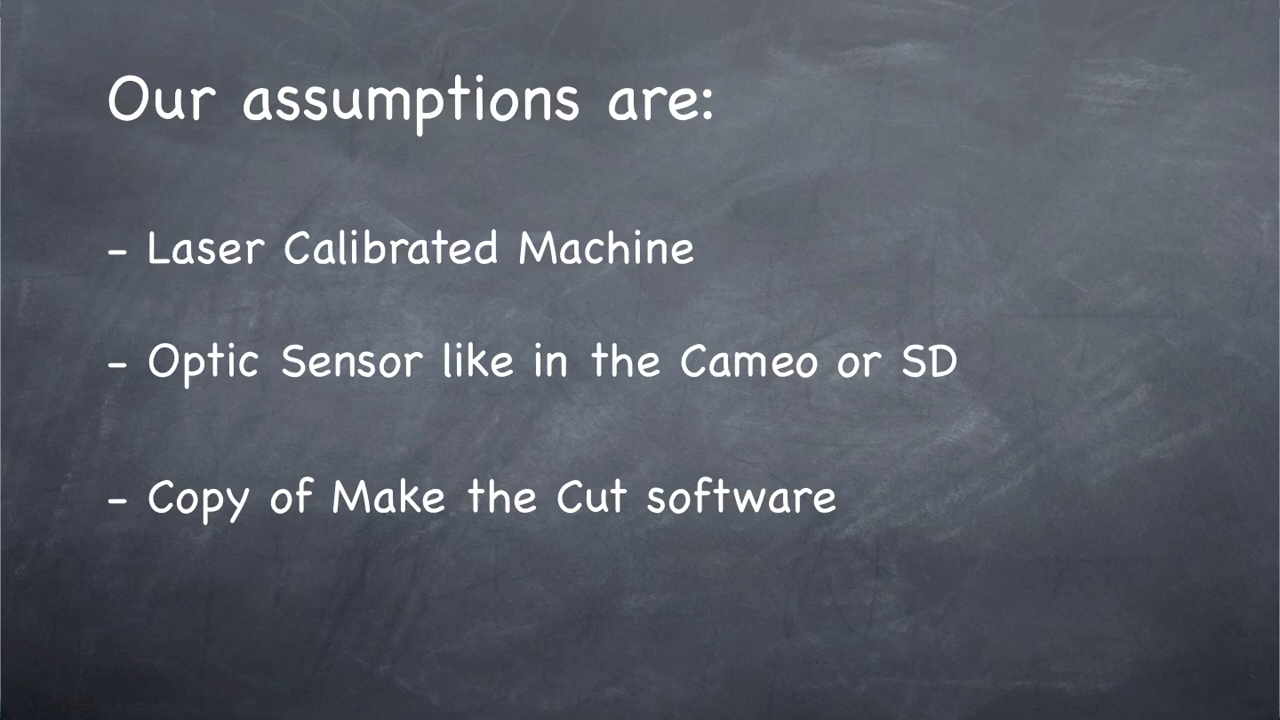 Our assumptions are:
- Laser Calibrated Machine
- Optic Sensor like in the Cameo or SD
- Copy of Make the Cut software